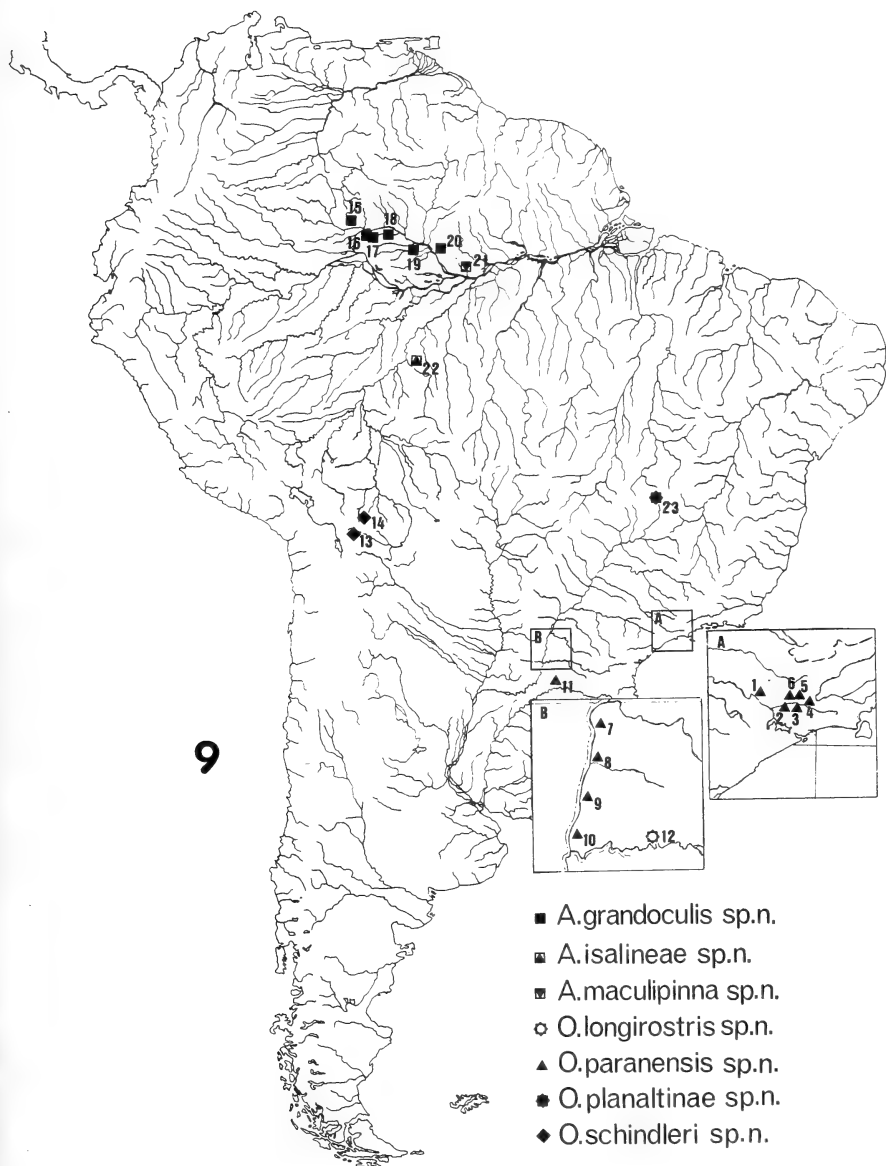 15
18
16
17
20
19
21
22
23
14
13
A
B
11
A
1
6
5
2
3
4
B
7
8
9
10
12
9
A.grandoculis sp.n.
A.isalineae sp.n.
A.maculipinna sp.n.
O.longirostris sp.n.
O.paranensis sp.n.
O.planaltinae sp.n.
O.schindleri sp.n.